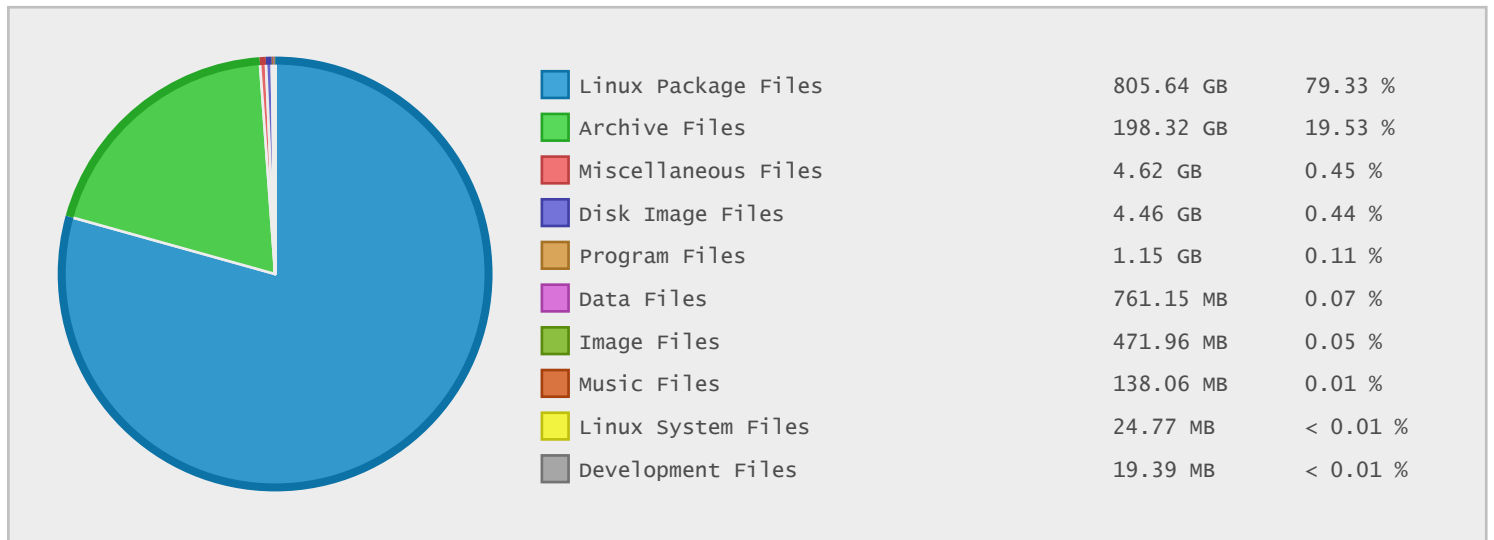 Linux Package Files 805.64 GB 79.33 %
Archive Files 198.32 GB 19.53 %
Miscellaneous Files 4.62 GB 0.45 %
Disk Image Files 4.46 GB 0.44 %
Program Files 1.15 GB 0.11 %
Data Files 761.15 MB 0.07 %
Image Files 471.96 MB 0.05 %
Music Files 138.06 MB 0.01 %
Linux System Files 24.77 MB < 0.01 %
Development Files 19.39 MB < 0.01 %